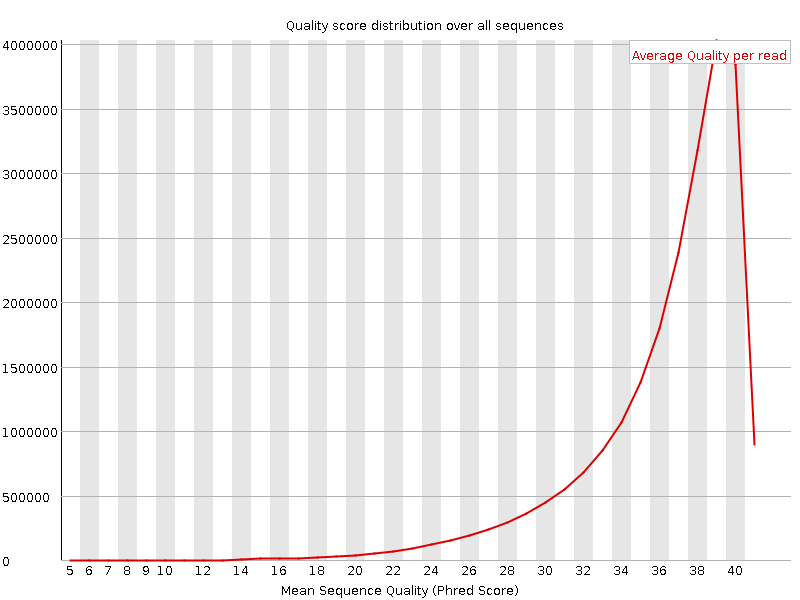 Quality score distribution over all sequences
Average Quality per read
4000000
3500000
3000000
2500000
2000000
1500000
1000000
500000
0
5 6 7 8 9 10 12 14 16 18 20 22 24 26 28 30 32 34 36 38 40
Mean Sequence Quality (Phred Score)